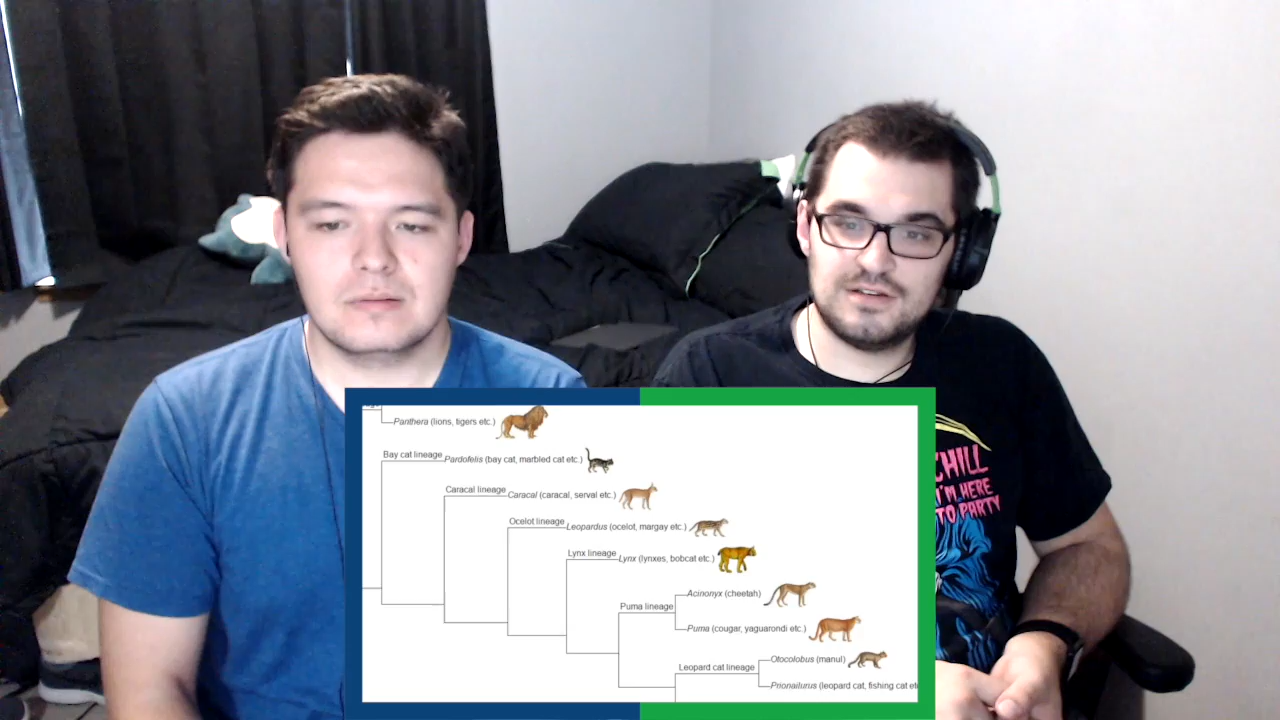 Panthera (lions, tigers etc.)
Bay cat lineage
Pardofelis (bay cat, marbled cat etc.)
Caracal lineage
Caracal (caracal, serval etc.)
Ocelot lineage
Leopardus (ocelot, margay etc.)
Lynx lineage
Lynx (lynxes, bobcat etc.)
Acinonyx (cheetah)
Puma lineage
Puma (cougar, yaguarondi etc.)
Otocolobus (manul)
Leopard cat lineage
Prionailurus (leopard cat, fishing cat etc
CHILL
I'M HERE
TO PARTY